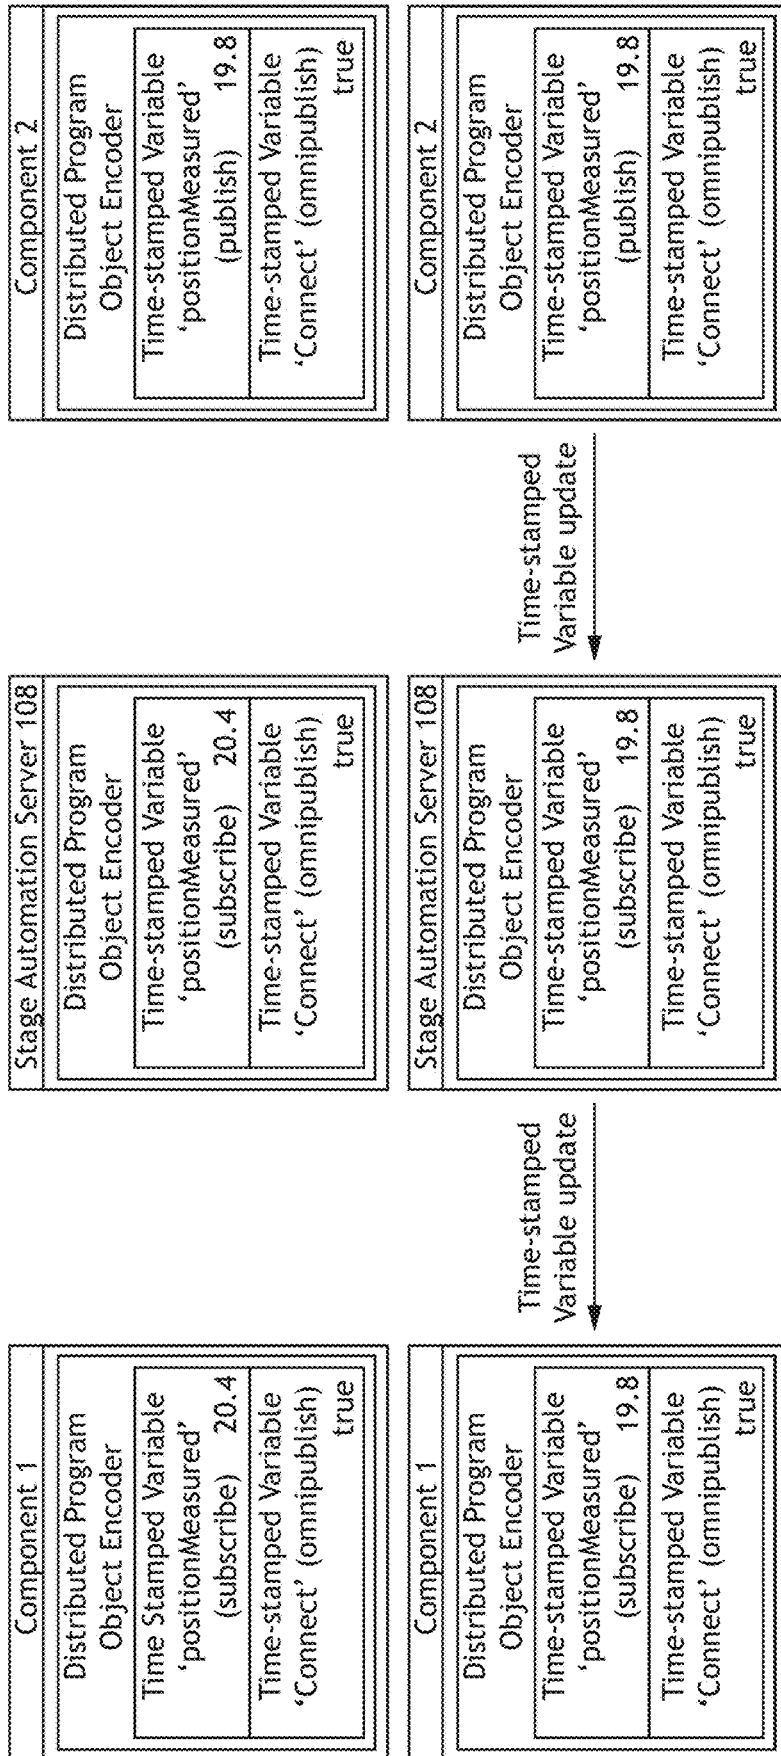 Component 1
Distributed Program
Object Encoder
Time Stamped Variable
‘positionMeasured’
(subscribe) 20.4
Time-stamped Variable
‘Connect’ (omnipublish)
true
Stage Automation Server 108
Distributed Program
Object Encoder
Time-stamped Variable
‘positionMeasured’
(subscribe) 20.4
Time-stamped Variable
‘Connect’ (omnipublish)
true
Component 2
Distributed Program
Object Encoder
Time-stamped Variable
‘positionMeasured’
(publish) 19.8
Time-stamped Variable
‘Connect’ (omnipublish)
true
Component 1
Distributed Program
Object Encoder
Time-stamped Variable
‘positionMeasured’
(subscribe) 19.8
Time-stamped Variable
‘Connect’ (omnipublish)
true
Time-stamped
Variable update
Stage Automation Server 108
Distributed Program
Object Encoder
Time-stamped Variable
‘positionMeasured’
(subscribe) 19.8
Time-stamped Variable
‘Connect’ (omnipublish)
true
Time-stamped
Variable update
Component 2
Distributed Program
Object Encoder
Time-stamped Variable
‘positionMeasured’
(publish) 19.8
Time-stamped Variable
‘Connect’ (omnipublish)
true